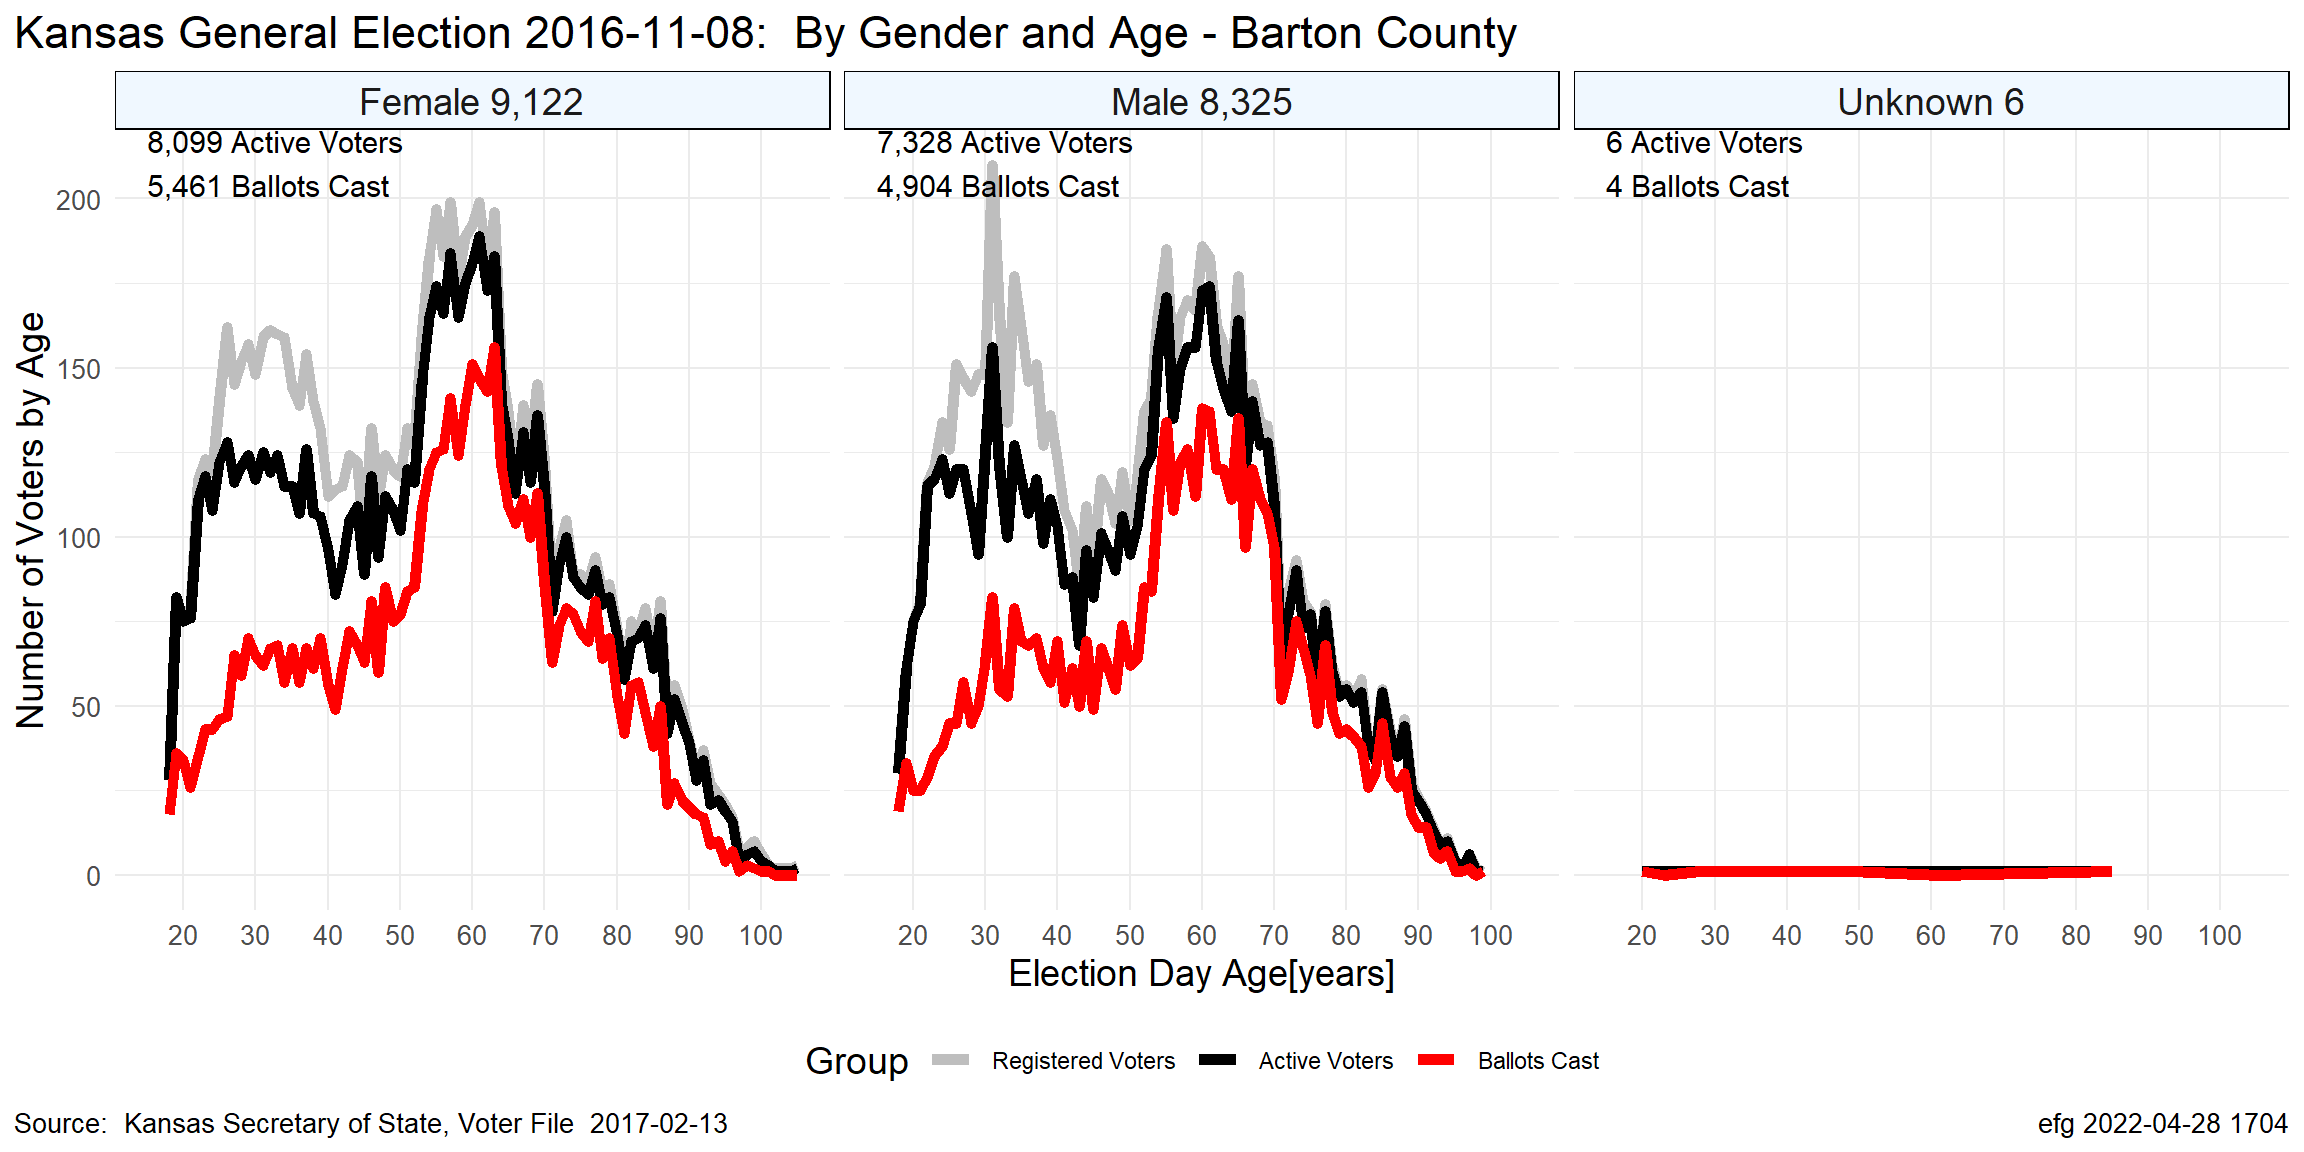 Kansas General Election 2016-11-08:  By Gender and Age - Barton County
Female 9,122
Male 8,325
Unknown 6
8,099 Active Voters
5,461 Ballots Cast
7,328 Active Voters
4,904 Ballots Cast
6 Active Voters
4 Ballots Cast
Number of Voters by Age
200
150
100
50
0
20 30 40 50 60 70 80 90 100
20 30 40 50 60 70 80 90 100
20 30 40 50 60 70 80 90 100
Election Day Age[years]
Group Registered Voters Active Voters Ballots Cast
Source:  Kansas Secretary of State, Voter File  2017-02-13
efg 2022-04-28 1704